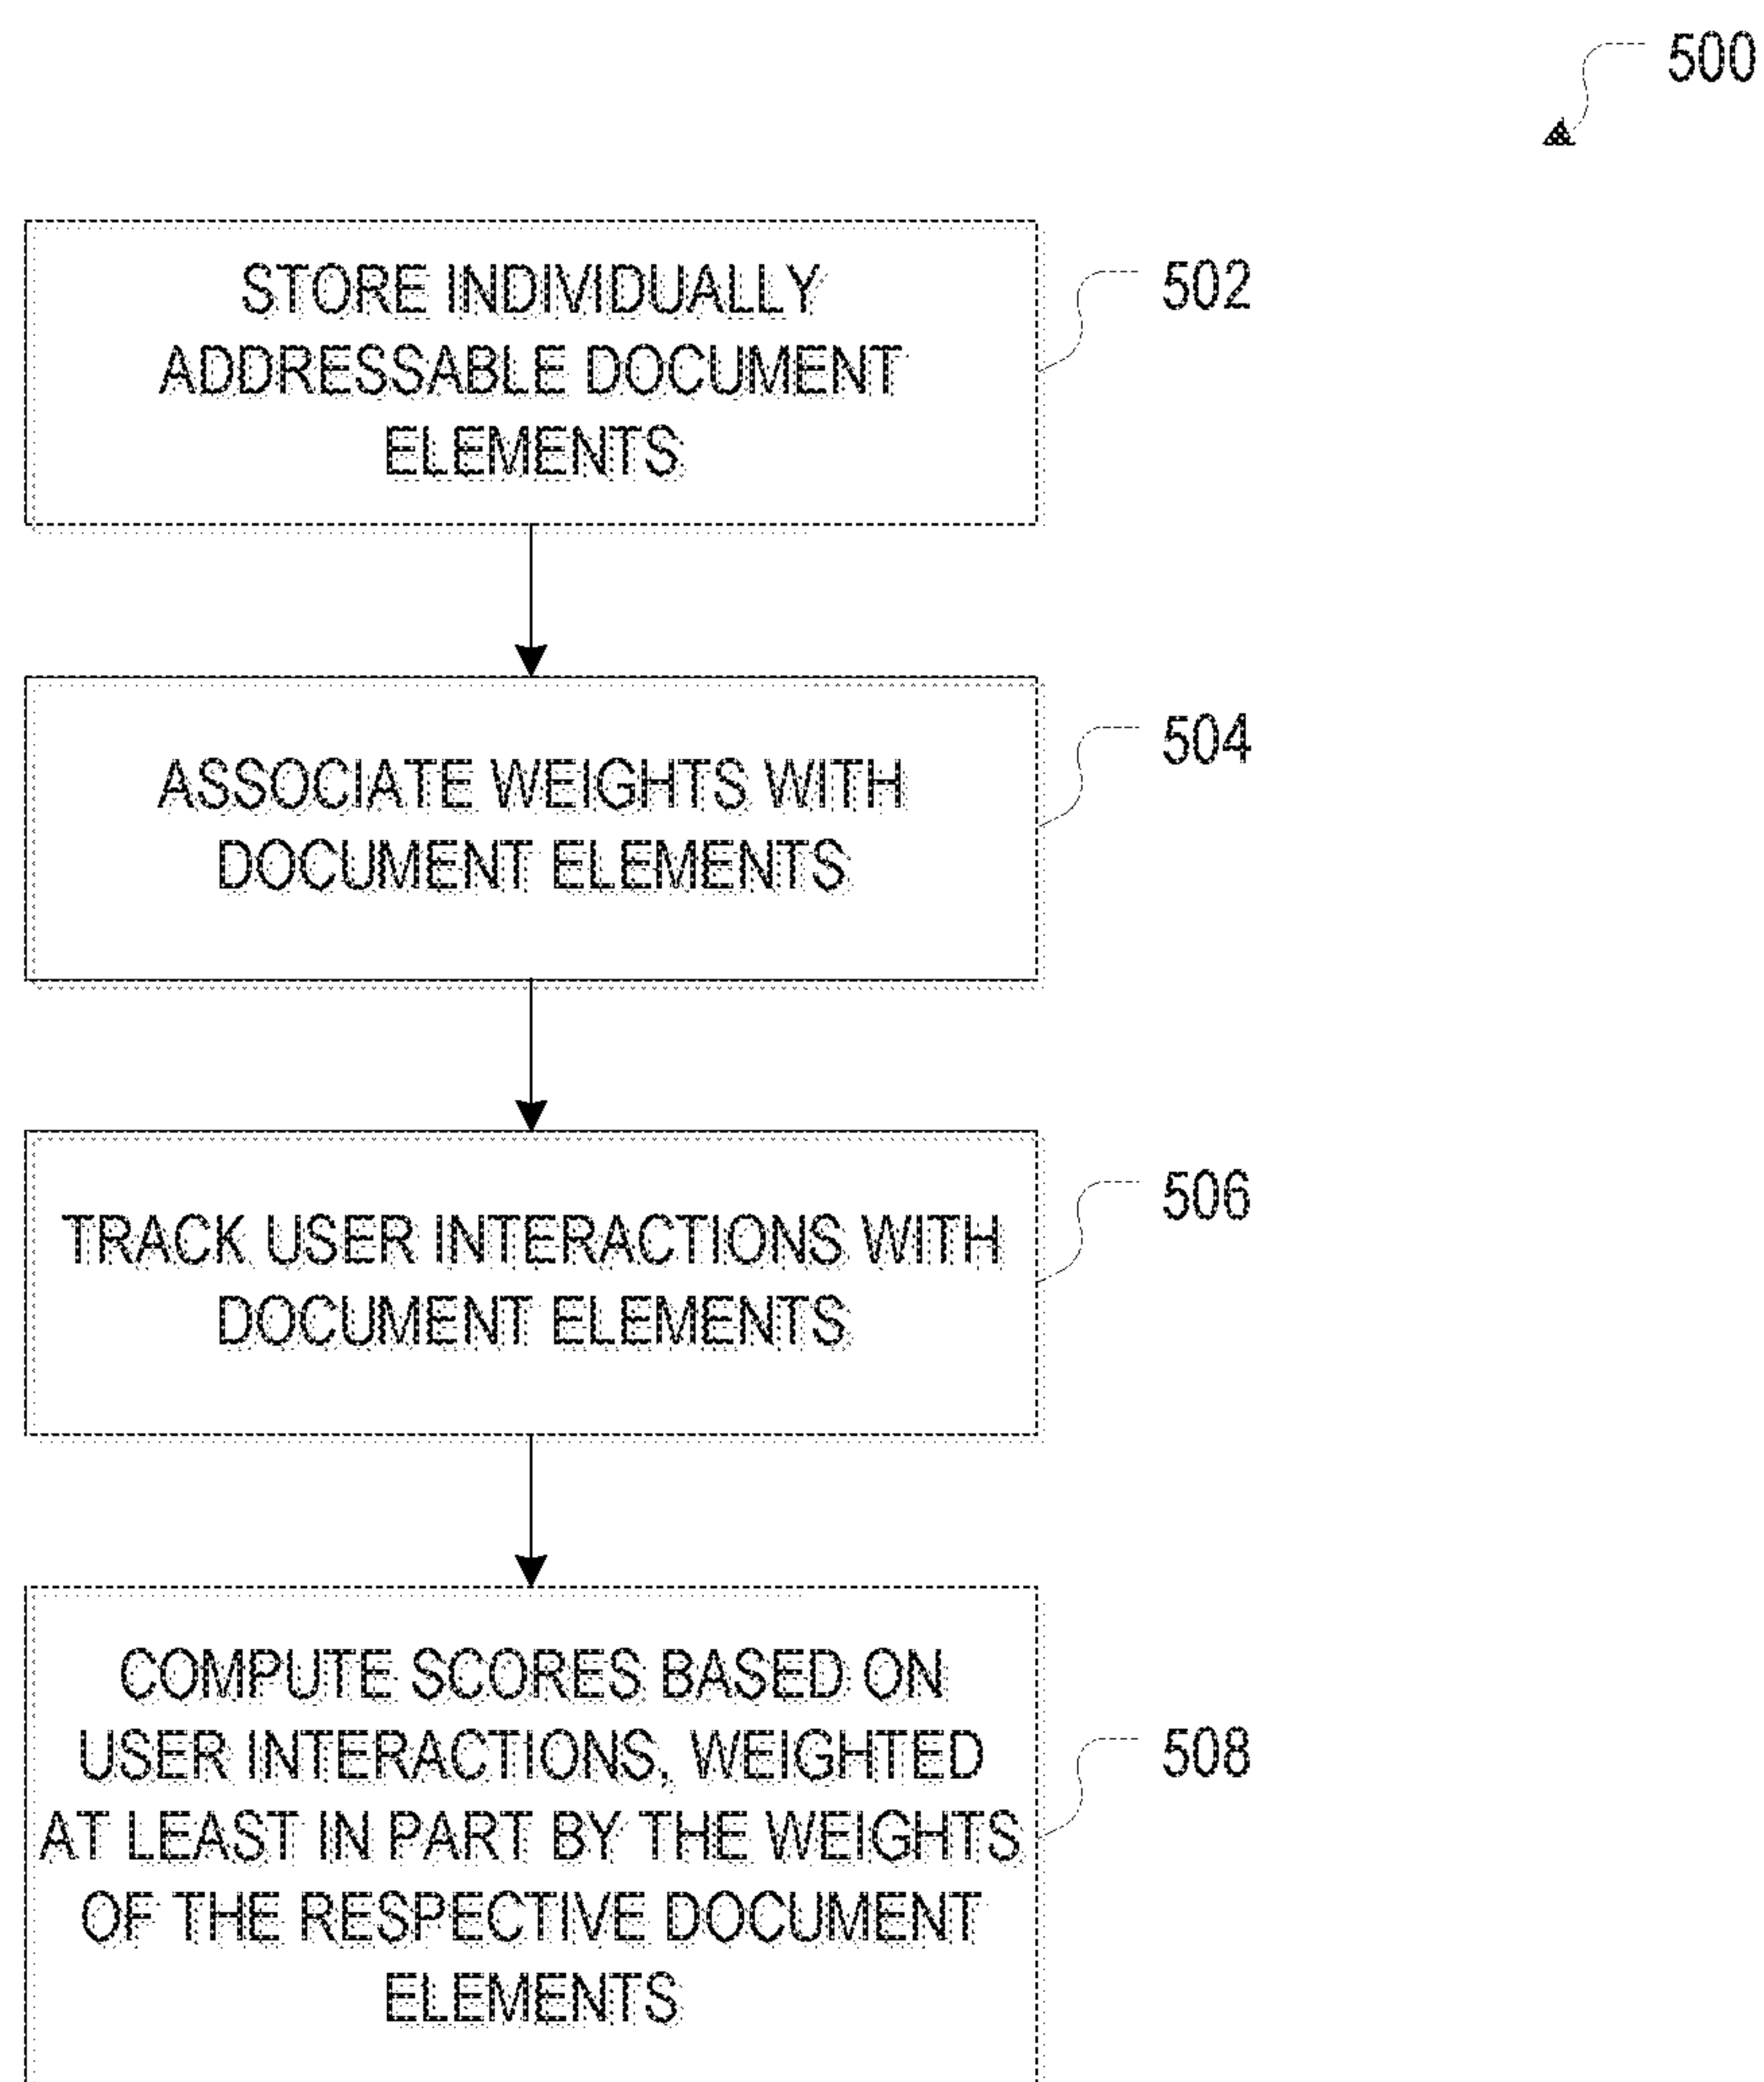 500
STORE INDIVIDUALLY
ADDRESSABLE DOCUMENT
ELEMENTS
502
ASSOCIATE WEIGHTS WITH
DOCUMENT ELEMENTS
504
TRACK USER INTERACTIONS WITH
DOCUMENT ELEMENTS
506
COMPUTE SCORES BASED ON
USER INTERACTIONS, WEIGHTED
AT LEAST IN PART BY THE WEIGHTS
OF THE RESPECTIVE DOCUMENT
ELEMENTS
508